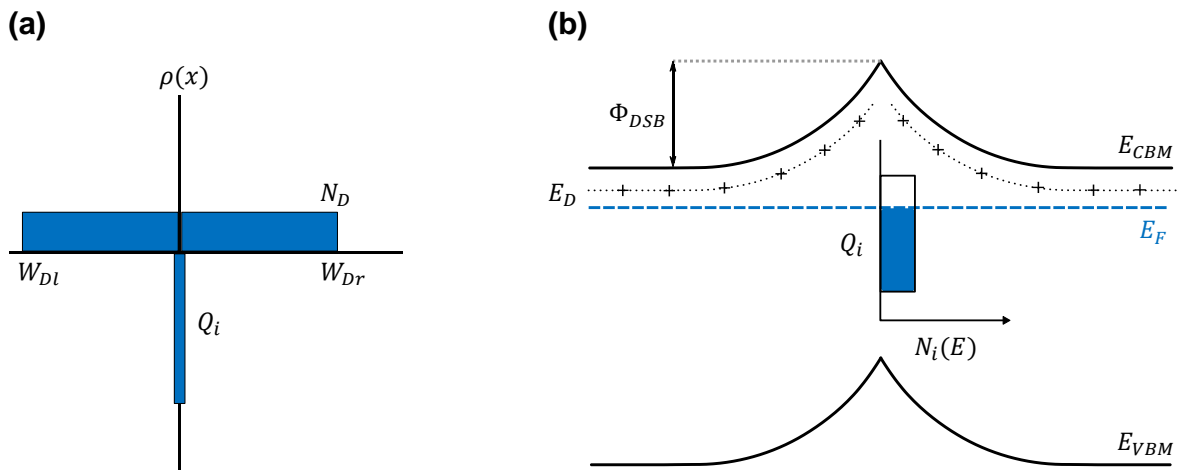 (a)
ρ(x)
N_D
W_Dl
W_Dr
Q_i
(b)
Φ_DSB
E_CBM
E_D
E_F
Q_i
N_i(E)
E_VBM